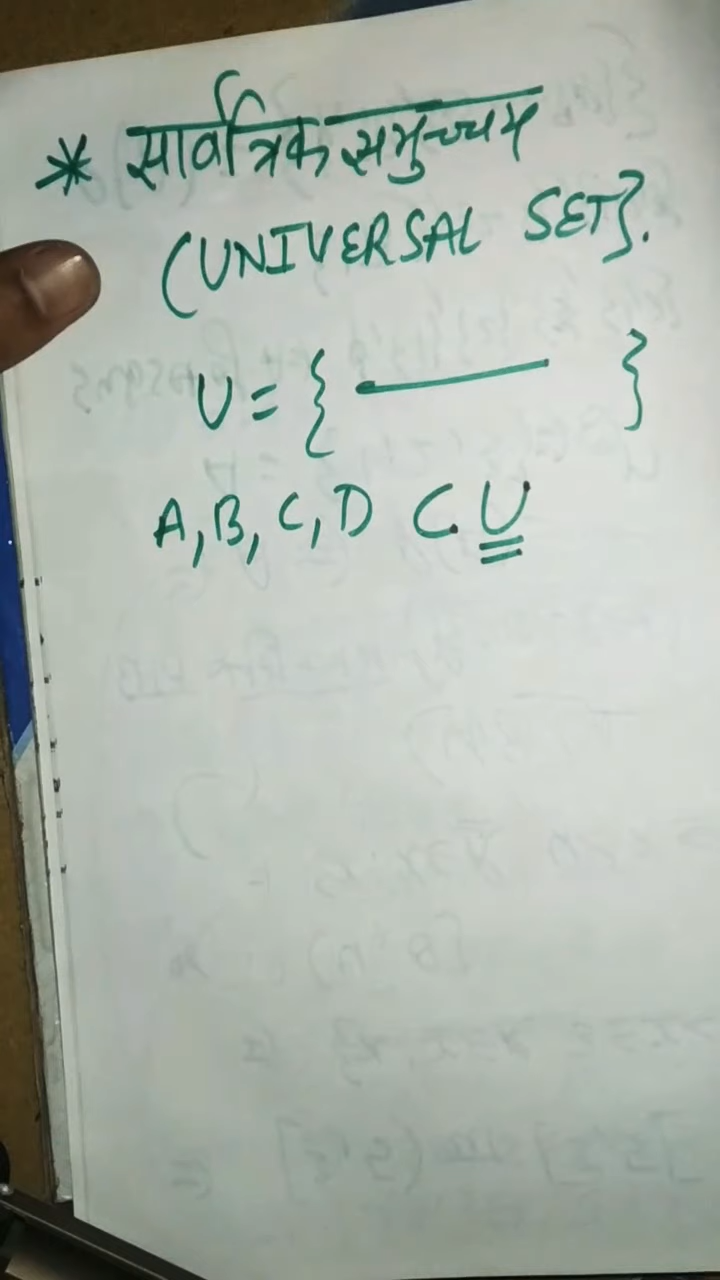 * सार्वत्रिक समुच्चय
(UNIVERSAL SET}.
U = { — }
A, B, C, D ⊂ U